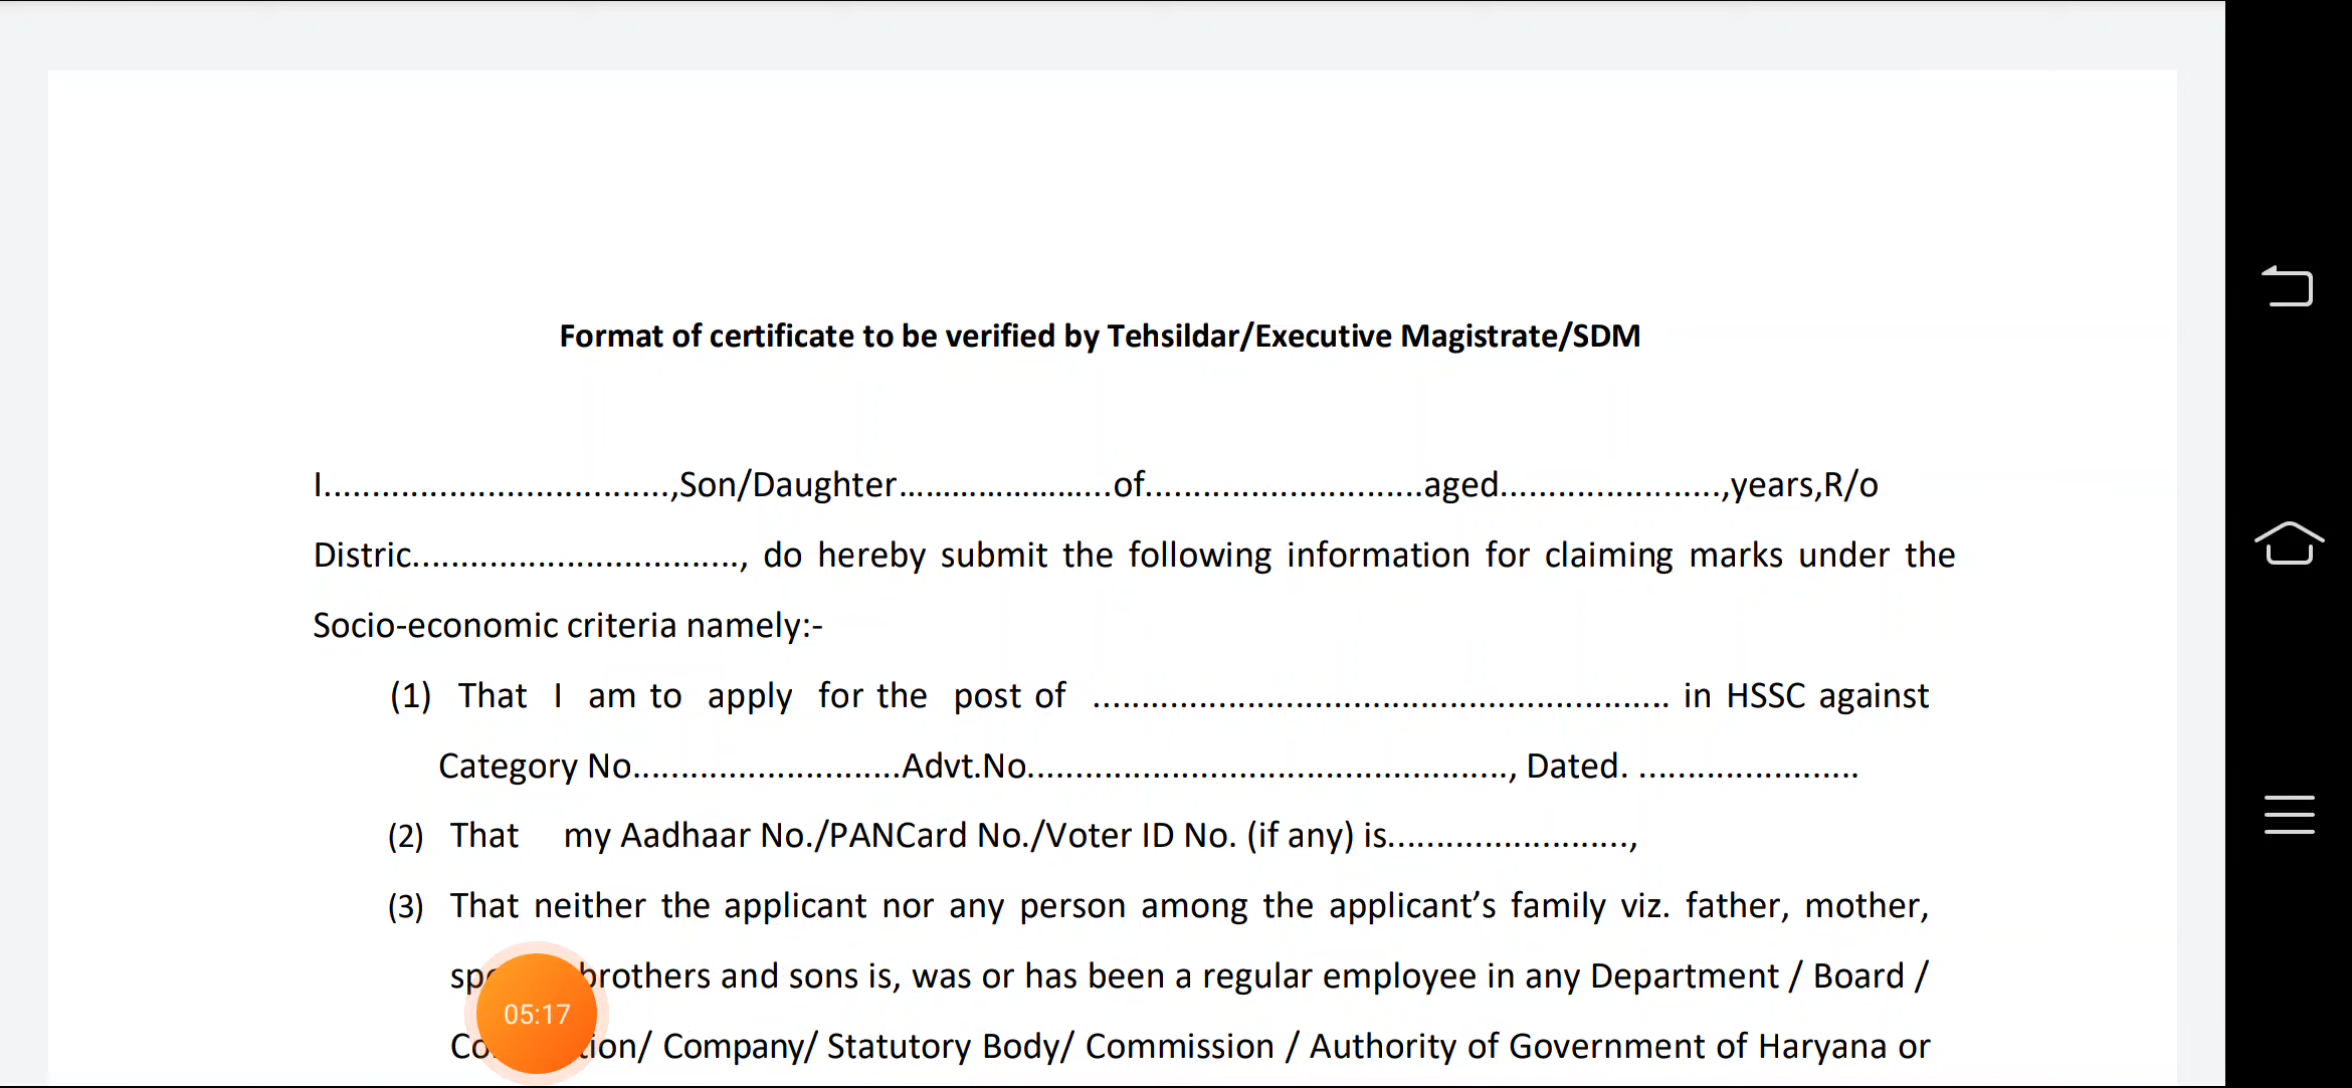 Format of certificate to be verified by Tehsildar/Executive Magistrate/SDM
I....................................,Son/Daughter......................of.............................aged.......................,years,R/o
Distric.................................., do hereby submit the following information for claiming marks under the
Socio-economic criteria namely:-
(1) That I am to apply for the post of ............................................................ in HSSC against
Category No............................Advt.No.................................................., Dated. .......................
(2) That my Aadhaar No./PANCard No./Voter ID No. (if any) is.........................,
(3) That neither the applicant nor any person among the applicant's family viz. father, mother,
brothers and sons is, was or has been a regular employee in any Department / Board /
Company/ Statutory Body/ Commission / Authority of Government of Haryana or
05:17